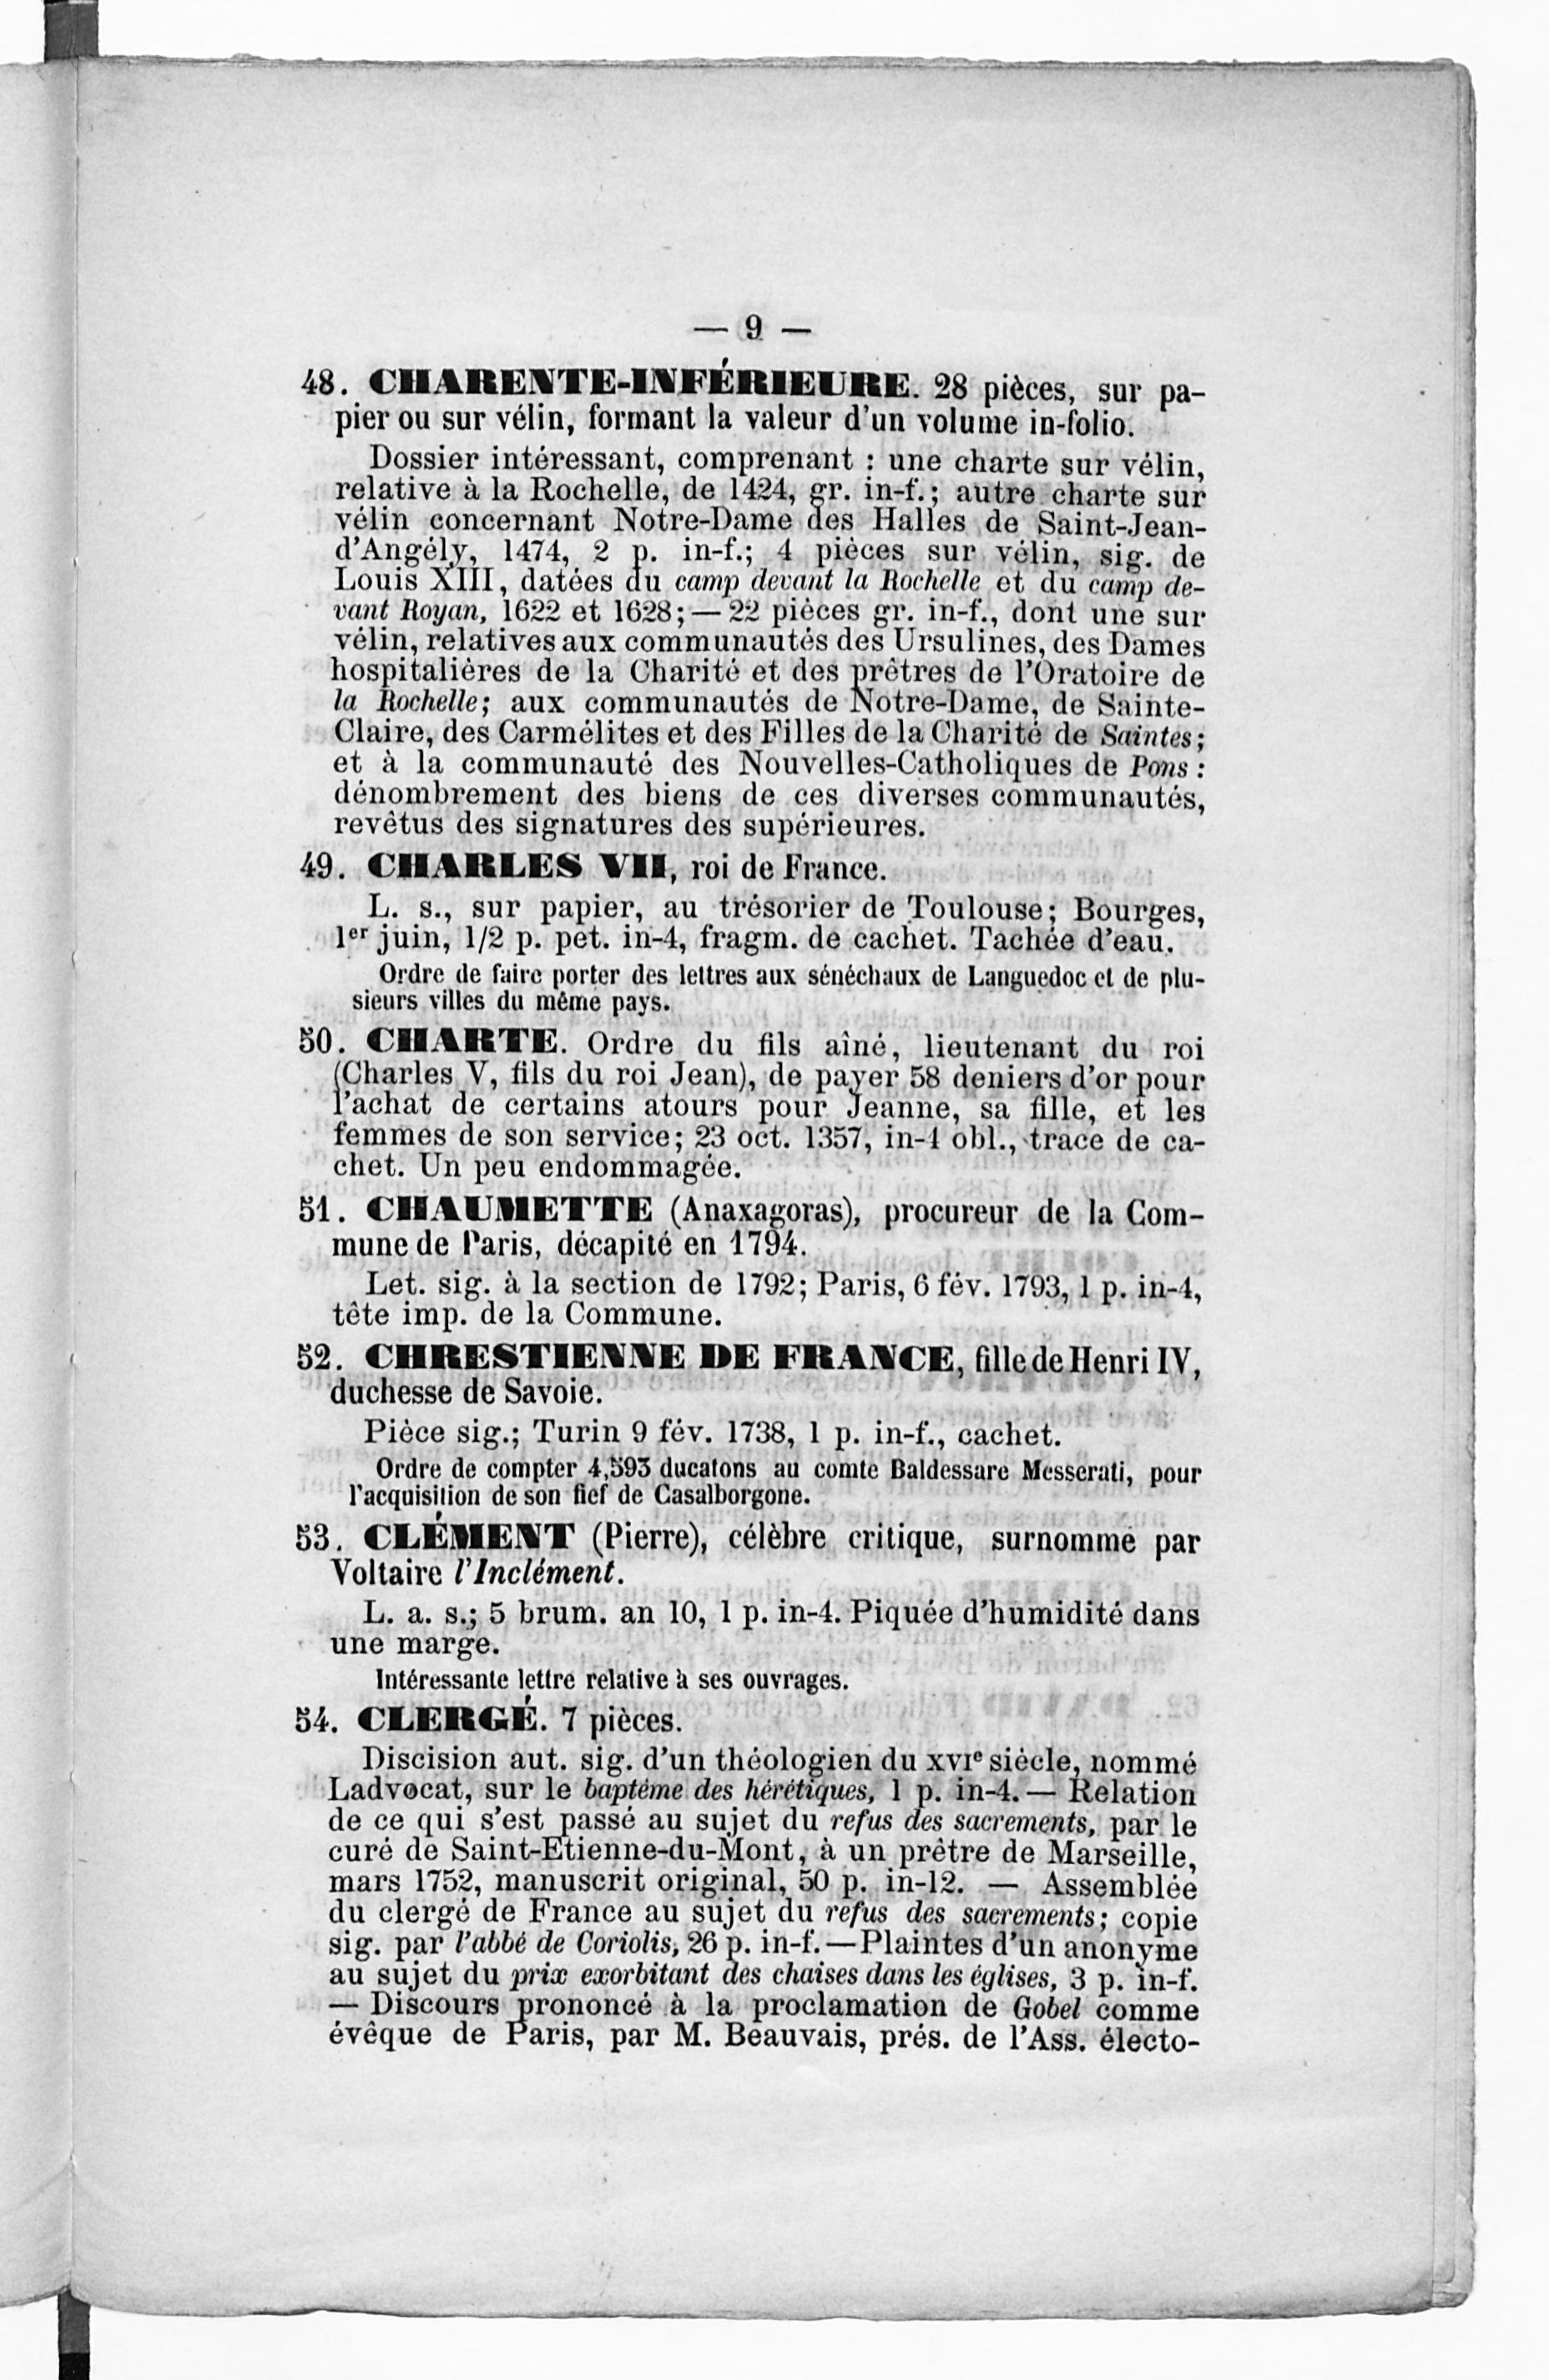 — 9 —
48. CHARENTE-INFÉRIEURE. 28 pièces, sur pa-
pier ou sur vélin, formant la valeur d'un volume in-folio.
Dossier intéressant, comprenant : une charte sur vélin,
relative à la Rochelle, de 1424, gr. in-f.; autre charte sur
vélin concernant Notre-Dame des Halles de Saint-Jean-
d'Angély, 1474, 2 p. in-f.; 4 pièces sur vélin, sig. de
Louis XIII, datées du camp devant la Rochelle et du camp de-
vant Royan, 1622 et 1628; — 22 pièces gr. in-f., dont une sur
vélin, relatives aux communautés des Ursulines, des Dames
hospitalières de la Charité et des prêtres de l'Oratoire de
la Rochelle; aux communautés de Notre-Dame, de Sainte-
Claire, des Carmélites et des Filles de la Charité de Saintes;
et à la communauté des Nouvelles-Catholiques de Pons :
dénombrement des biens de ces diverses communautés,
revêtus des signatures des supérieures.
49. CHARLES VII, roi de France.
L. s., sur papier, au trésorier de Toulouse; Bourges,
1er juin, 1/2 p. pet. in-4, fragm. de cachet. Tachée d'eau.
Ordre de faire porter des lettres aux sénéchaux de Languedoc et de plu-
sieurs villes du même pays.
50. CHARTE. Ordre du fils aîné, lieutenant du roi
(Charles V, fils du roi Jean), de payer 58 deniers d'or pour
l'achat de certains atours pour Jeanne, sa fille, et les
femmes de son service; 23 oct. 1357, in-4 obl., trace de ca-
chet. Un peu endommagée.
51. CHAUMETTE (Anaxagoras), procureur de la Com-
mune de Paris, décapité en 1794.
Let. sig. à la section de 1792; Paris, 6 fév. 1793, 1 p. in-4,
tête imp. de la Commune.
52. CHRESTIENNE DE FRANCE, fille de Henri IV,
duchesse de Savoie.
Pièce sig.; Turin 9 fév. 1738, 1 p. in-f., cachet.
Ordre de compter 4,593 ducatons au comte Baldessare Messerati, pour
l'acquisition de son fief de Casalborgone.
53. CLÉMENT (Pierre), célèbre critique, surnommé par
Voltaire l'Inclément.
L. a. s.; 5 brum. an 10, 1 p. in-4. Piquée d'humidité dans
une marge.
Intéressante lettre relative à ses ouvrages.
54. CLERGÉ. 7 pièces.
Discision aut. sig. d'un théologien du XVIe siècle, nommé
Ladvocat, sur le baptême des hérétiques, 1 p. in-4. — Relation
de ce qui s'est passé au sujet du refus des sacrements, par le
curé de Saint-Etienne-du-Mont, à un prêtre de Marseille,
mars 1752, manuscrit original, 50 p. in-12. — Assemblée
du clergé de France au sujet du refus des sacrements; copie
sig. par l'abbé de Coriolis, 26 p. in-f. — Plaintes d'un anonyme
au sujet du prix exorbitant des chaises dans les églises, 3 p. in-f.
— Discours prononcé à la proclamation de Gobel comme
évêque de Paris, par M. Beauvais, prés. de l'Ass. électo-